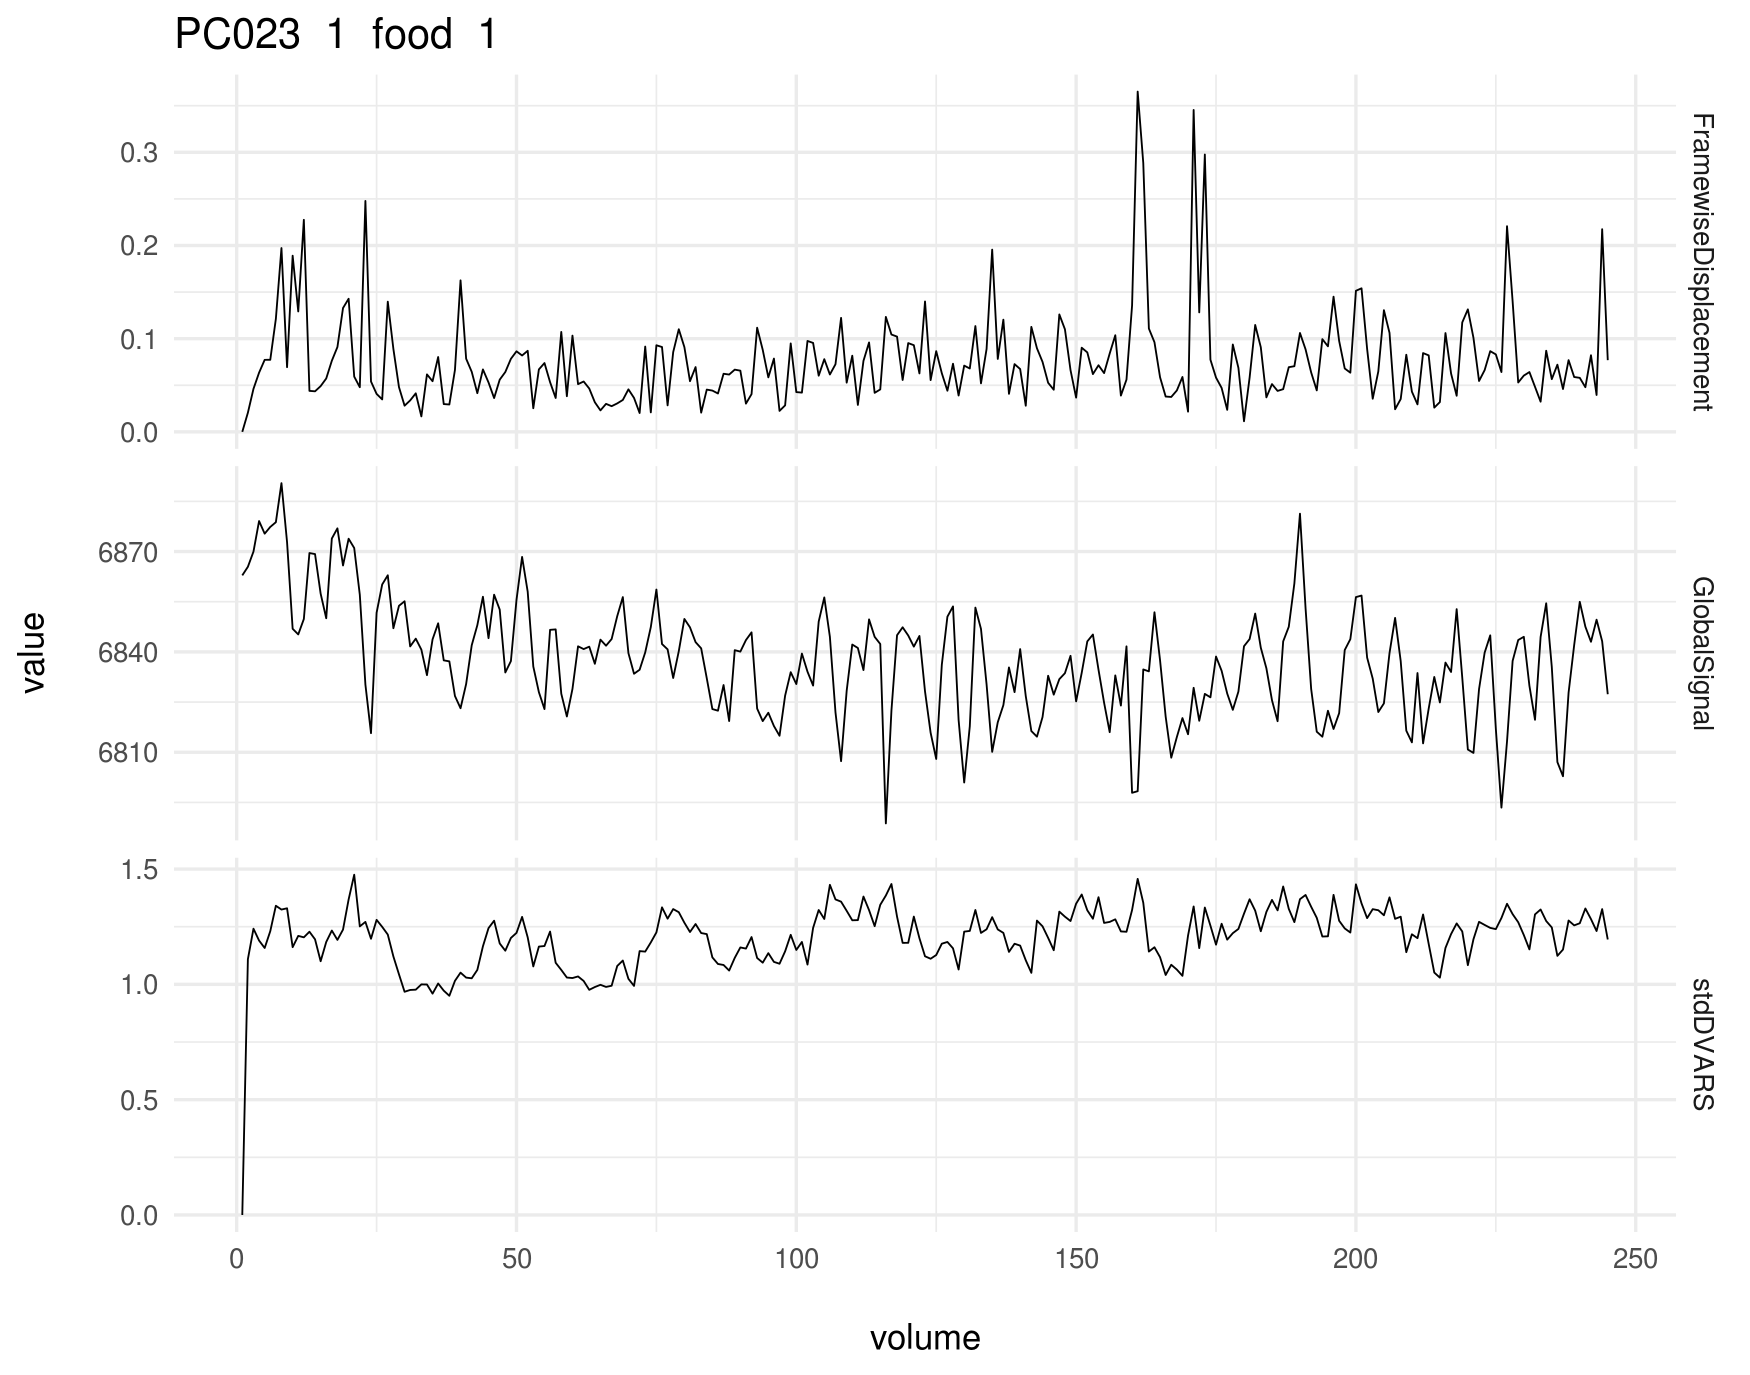 PC023 1 food 1
0.3
0.2
0.1
0.0
FramewiseDisplacement
6870
6840
6810
GlobalSignal
value
1.5
1.0
0.5
0.0
stdDVARS
0 50 100 150 200 250
volume